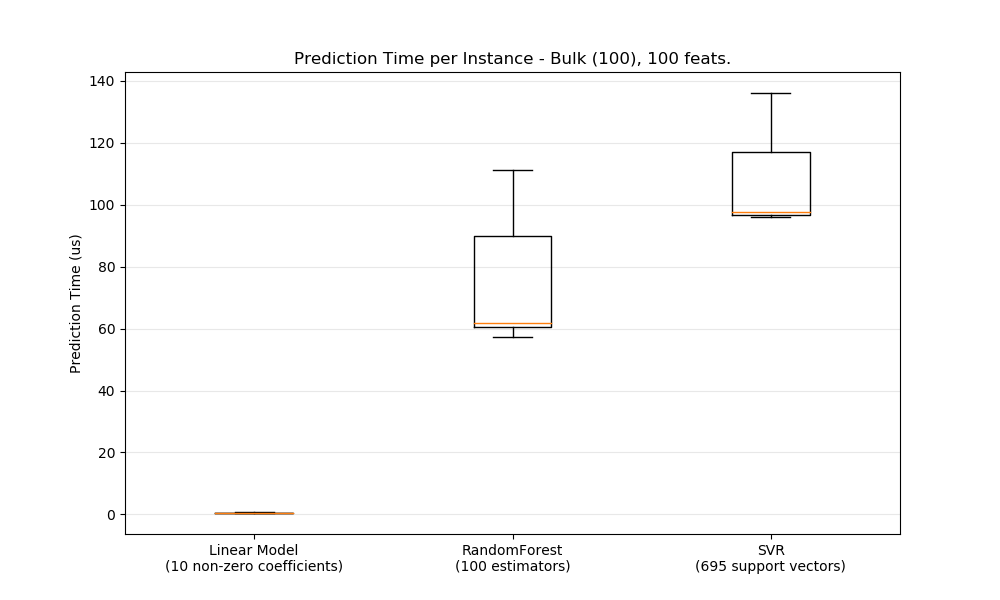 Prediction Time per Instance - Bulk (100), 100 feats.
140
120
100
80
60
40
20
0
Prediction Time (us)
Linear Model
(10 non-zero coefficients)
RandomForest
(100 estimators)
SVR
(695 support vectors)